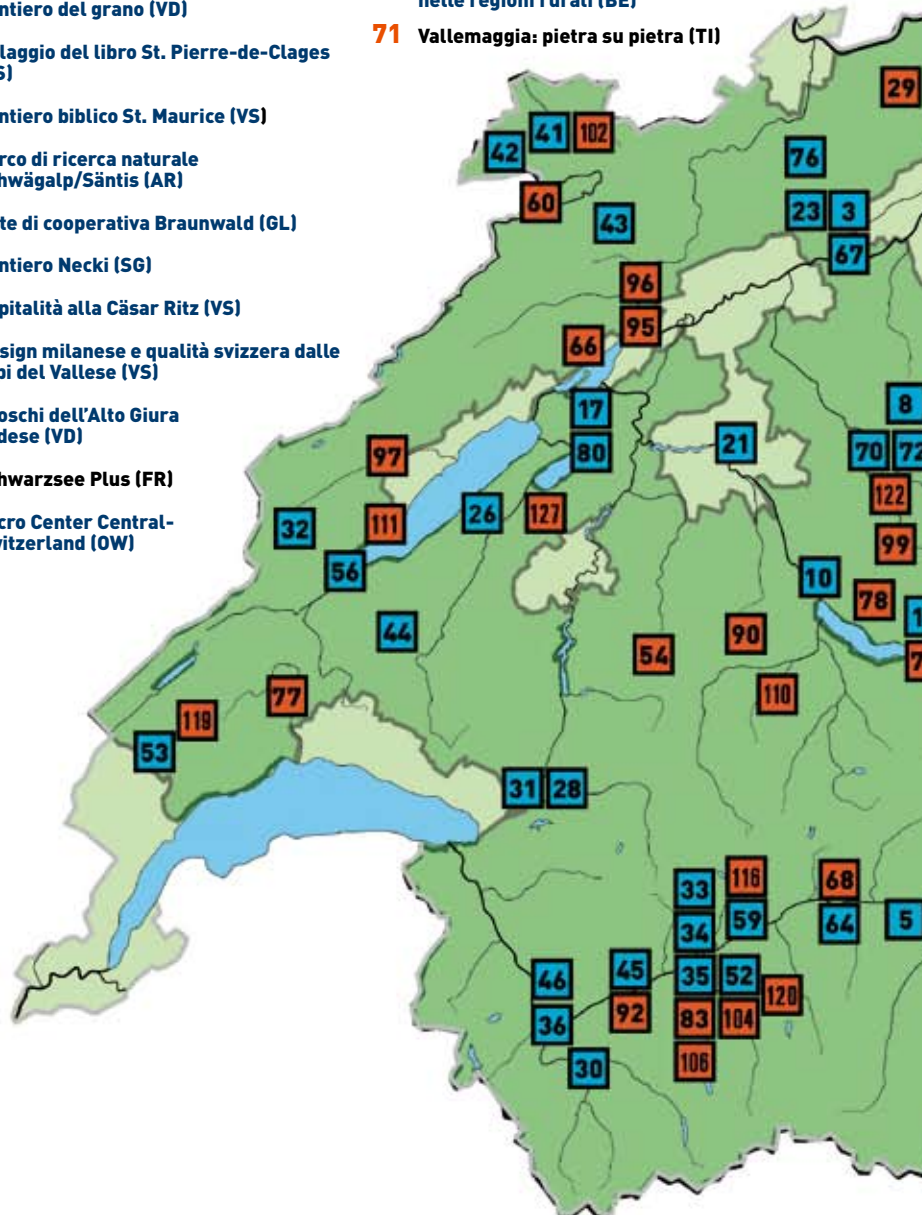 ntiero del grano (VD)
laggio del libro St. Pierre-de-Clages
S)
ntiero biblico St. Maurice (VS)
rco di ricerca naturale
hwägalp/Säntis (AR)
te di cooperativa Braunwald (GL)
ntiero Necki (SG)
pitalità alla Cäsar Ritz (VS)
sign milanese e qualità svizzera dalle
pi del Vallese (VS)
oschi dell'Alto Giura
dese (VD)
hwarzsee Plus (FR)
cro Center Central-
vitzerland (OW)
nelle regioni rurali (BE)
71 Vallemaggia: pietra su pietra (TI)
29
41 102
42
76
60
43
23 3
67
96
95
66
17
80
8
21
70 72
97
122
32
111
26
127
99
56
10
78
44
1
90
54
7
77
110
119
53
31 28
33 116 68
34 59 64 5
46 45 35 52 120
36 92 83 104
30 106